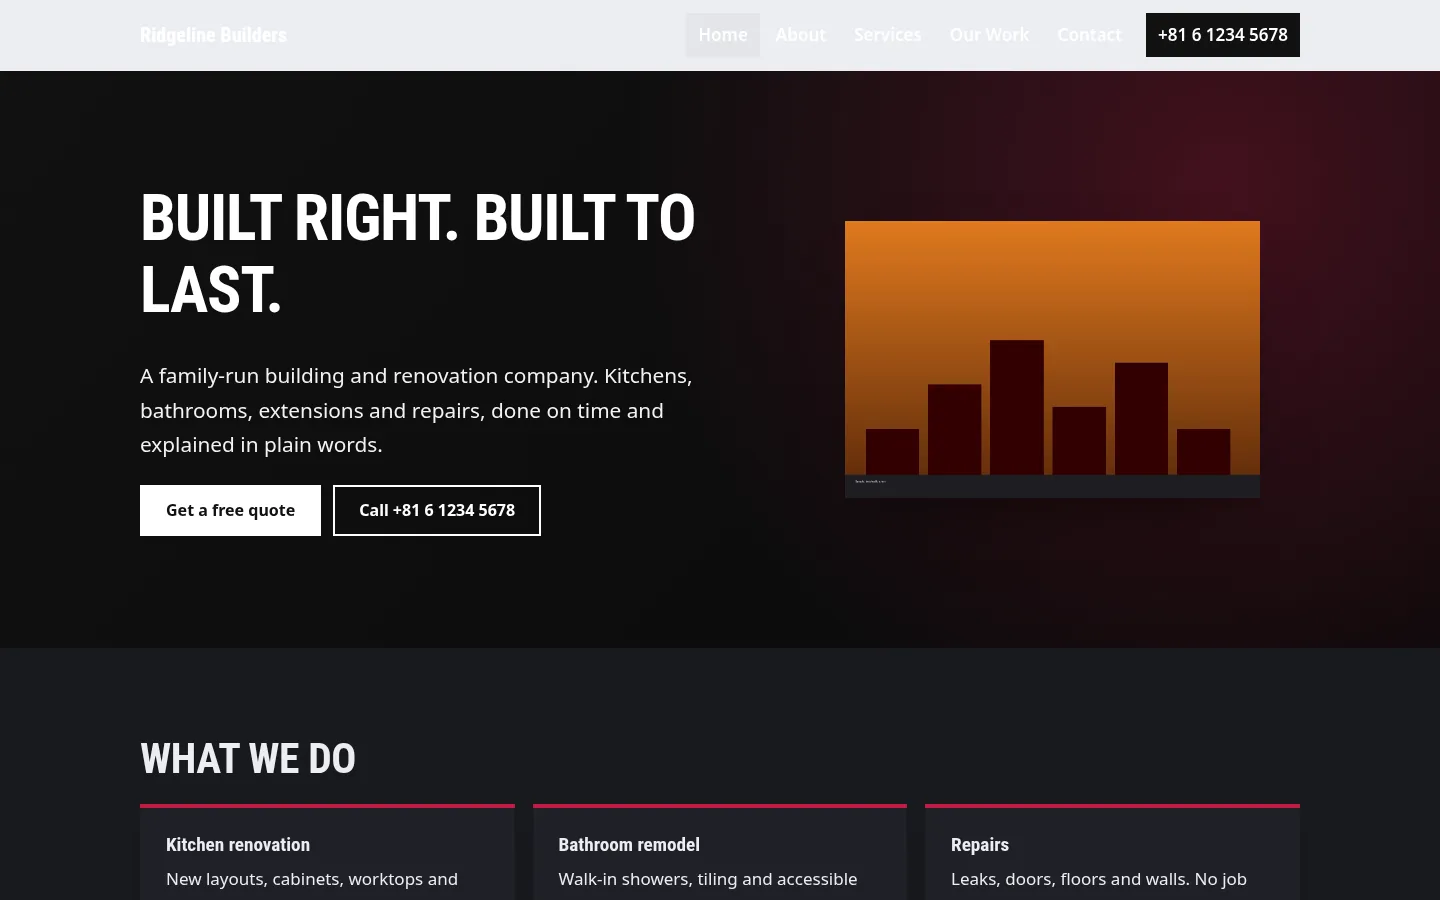 Ridgeline Builders
Home About Services Our Work Contact +81 6 1234 5678
BUILT RIGHT. BUILT TO
LAST.
A family-run building and renovation company. Kitchens,
bathrooms, extensions and repairs, done on time and
explained in plain words.
Get a free quote
Call +81 6 1234 5678
WHAT WE DO
Kitchen renovation
New layouts, cabinets, worktops and
Bathroom remodel
Walk-in showers, tiling and accessible
Repairs
Leaks, doors, floors and walls. No job